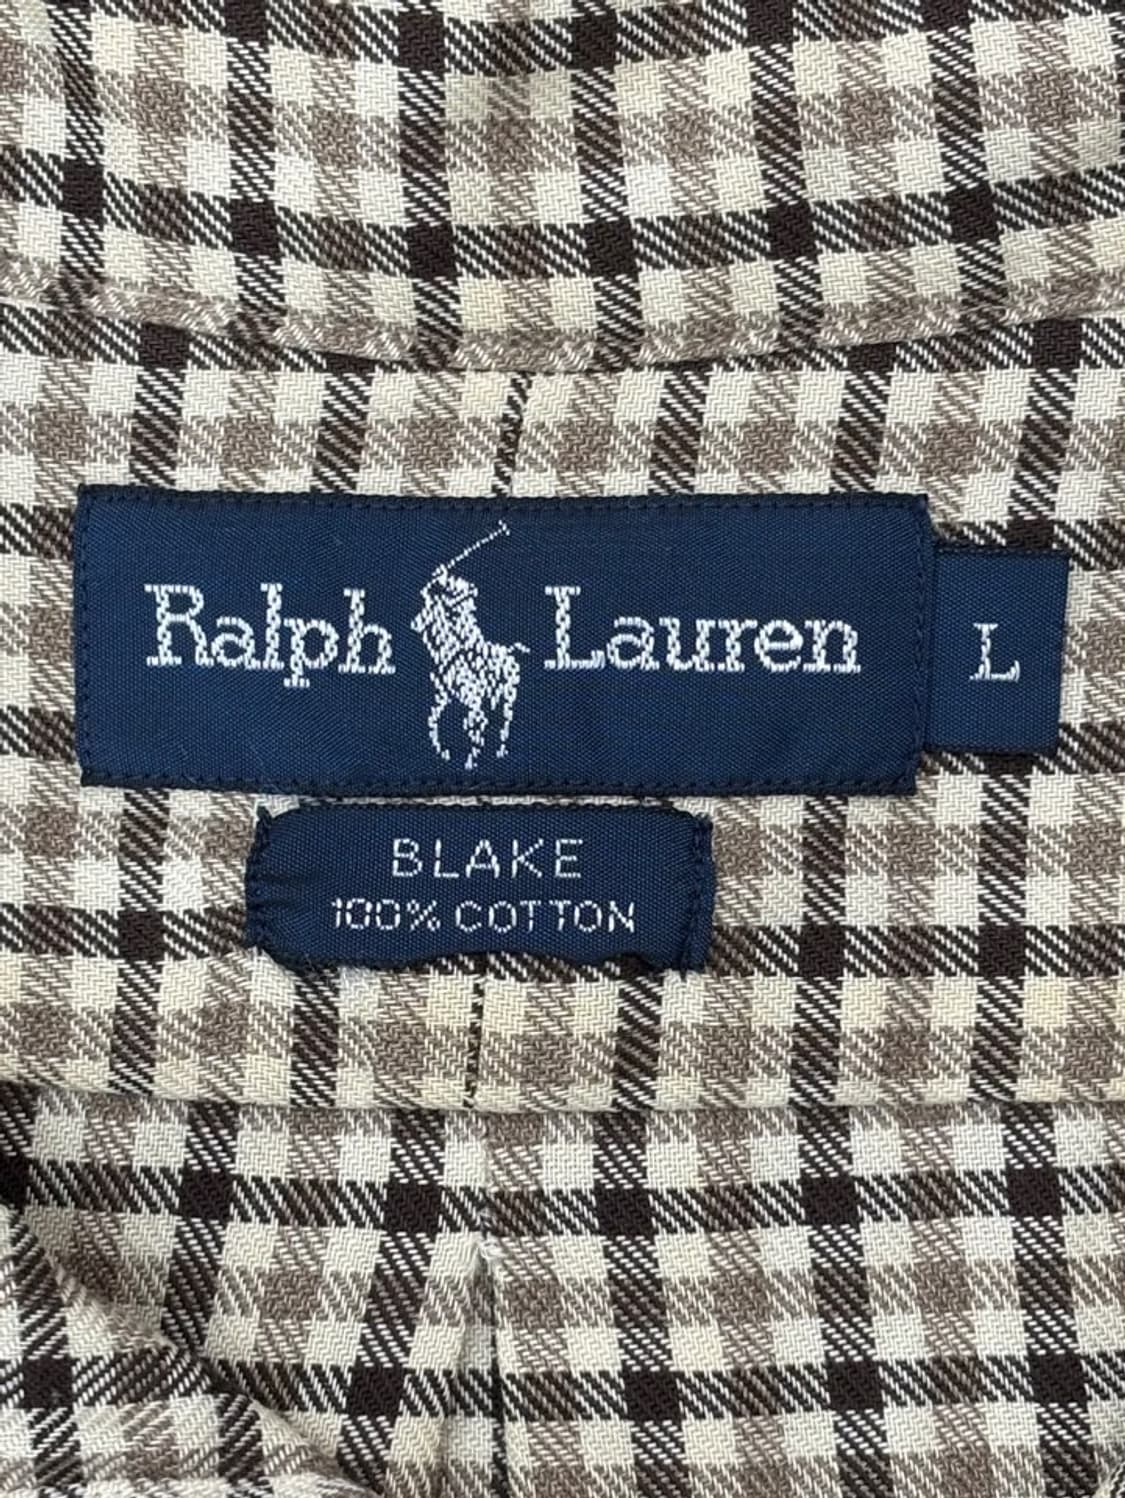 Ralph Lauren
L
BLAKE
100% COTTON